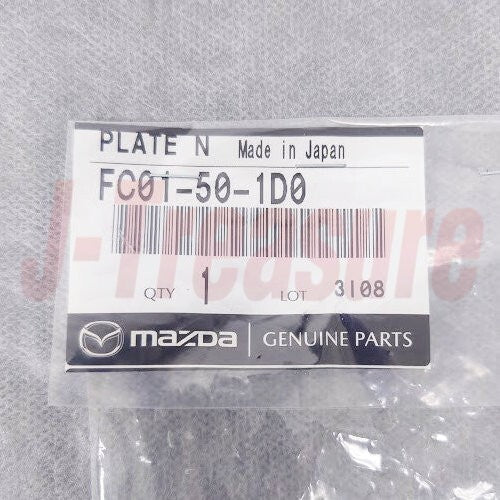 PLATE N Made in Japan
FC01-50-1D0
J-Treasure
QTY 1 LOT 3108
mazda GENUINE PARTS